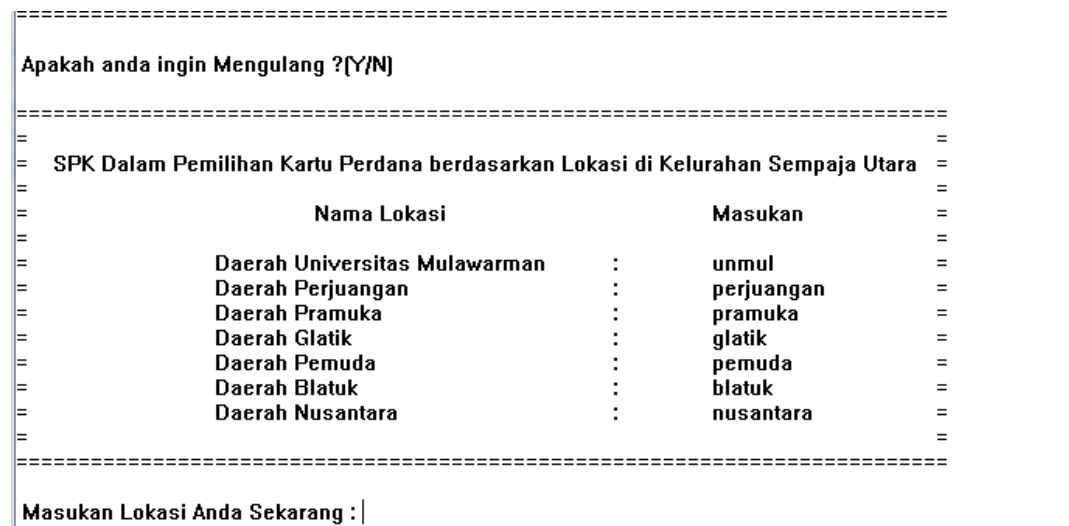 ===========================================================================
Apakah anda ingin Mengulang ?(Y/N)
===========================================================================
= =
= SPK Dalam Pemilihan Kartu Perdana berdasarkan Lokasi di Kelurahan Sempaja Utara =
= =
= Nama Lokasi Masukan =
= =
= Daerah Universitas Mulawarman : unmul =
= Daerah Perjuangan : perjuangan =
= Daerah Pramuka : pramuka =
= Daerah Glatik : glatik =
= Daerah Pemuda : pemuda =
= Daerah Blatuk : blatuk =
= Daerah Nusantara : nusantara =
= =
===========================================================================
Masukan Lokasi Anda Sekarang :